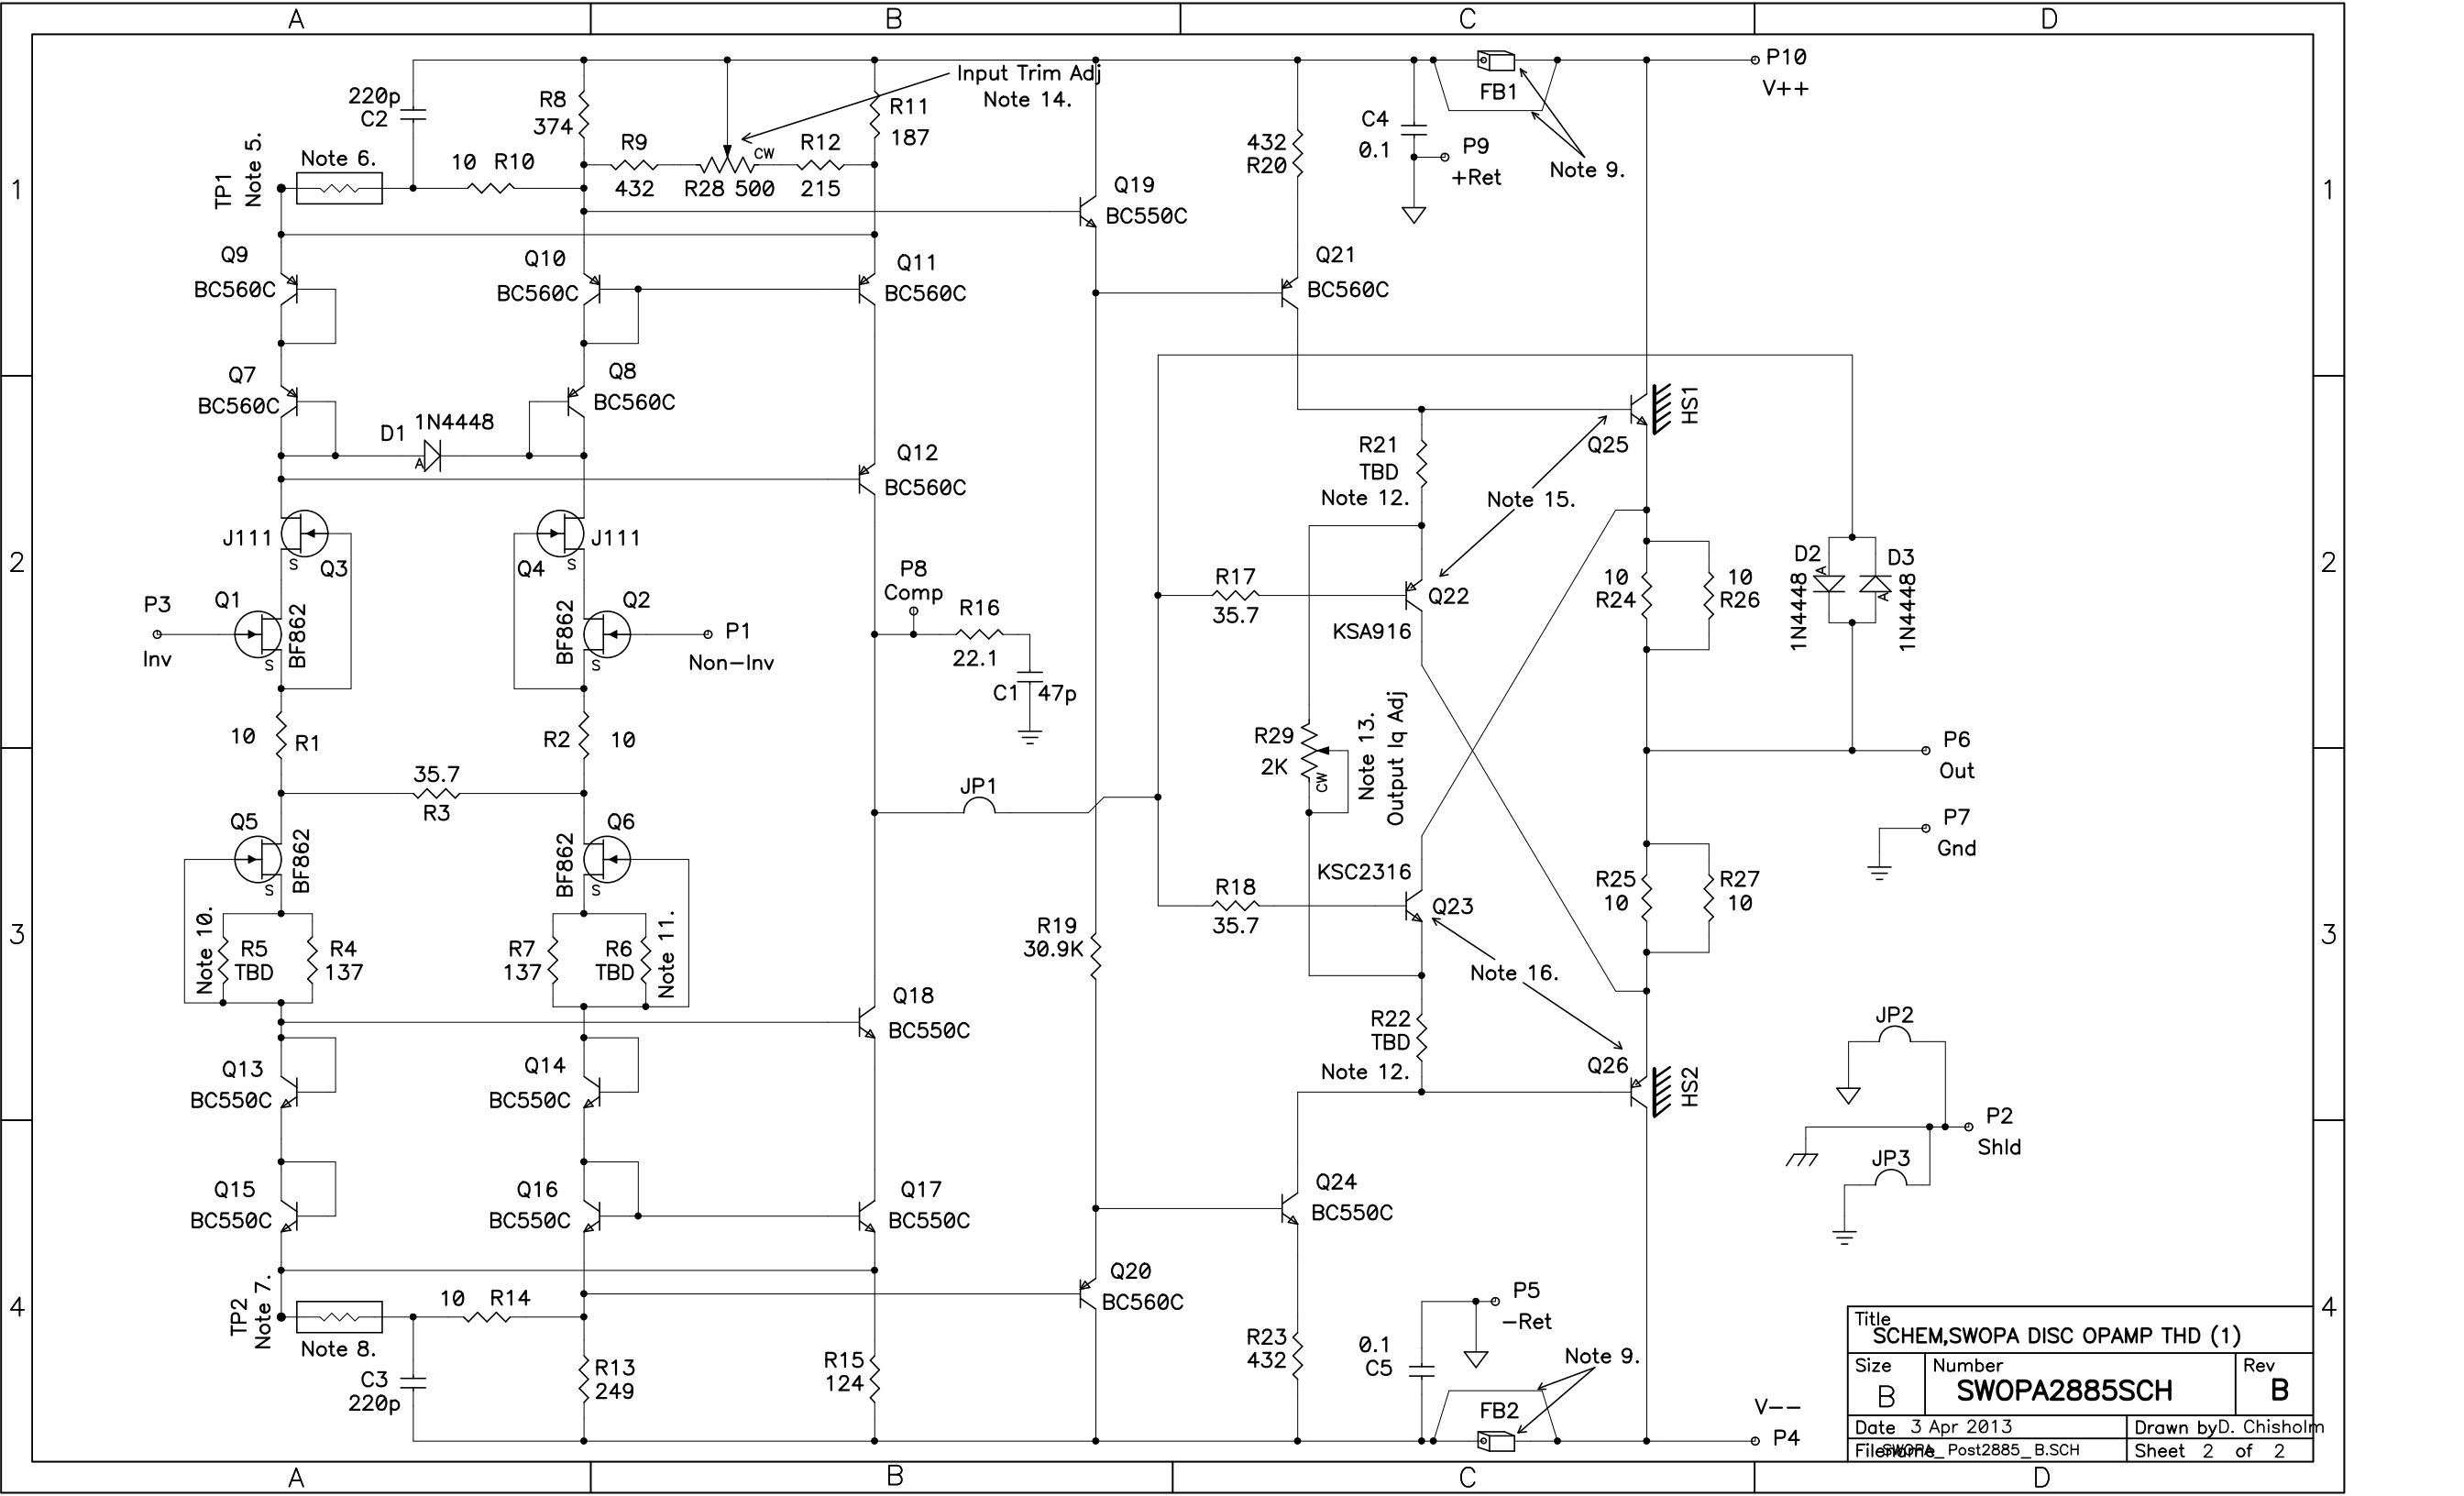 A
B
C
D
1
2
3
4
220p
C2
R8
374
Input Trim Adj
Note 14.
R11
187
TP1
Note 5.
Note 6.
10 R10
R9
432
R28 500
CW
R12
215
Q19
BC550C
432
R20
C4
0.1
P9
+Ret
FB1
Note 9.
P10
V++
Q9
BC560C
Q10
BC560C
Q11
BC560C
Q21
BC560C
Q7
BC560C
D1
1N4448
A
Q8
BC560C
Q12
BC560C
R21
TBD
Note 12.
Note 15.
Q25
HS1
J111
S
Q3
J111
S
Q4
P3
Inv
Q1
BF862
S
Q2
BF862
S
P1
Non-Inv
P8
Comp
R16
22.1
C1
47p
R17
35.7
Q22
KSA916
10
R24
10
R26
D2
1N4448
A
D3
1N4448
A
10
R1
R2
10
35.7
R3
JP1
R29
2K
CW
Note 13.
Output Iq Adj
P6
Out
P7
Gnd
Q5
BF862
S
Q6
BF862
S
KSC2316
R18
35.7
Q23
R25
10
R27
10
Note 10.
R5
TBD
R4
137
R7
137
R6
TBD
Note 11.
R19
30.9K
Note 16.
Q18
BC550C
R22
TBD
Note 12.
Q26
HS2
JP2
P2
Shld
JP3
Q13
BC550C
Q14
BC550C
Q15
BC550C
Q16
BC550C
Q17
BC550C
Q24
BC550C
TP2
Note 7.
10 R14
Note 8.
Q20
BC560C
P5
-Ret
C3
220p
R13
249
R15
124
R23
432
0.1
C5
FB2
Note 9.
V--
P4
Title
SCHEM,SWOPA DISC OPAMP THD (1)
Size
B
Number
SWOPA2885SCH
Rev
B
Date 3 Apr 2013
Drawn by D. Chisholm
Filename SWOPA_Post2885_B.SCH
Sheet 2 of 2
1
2
3
4
A
B
C
D